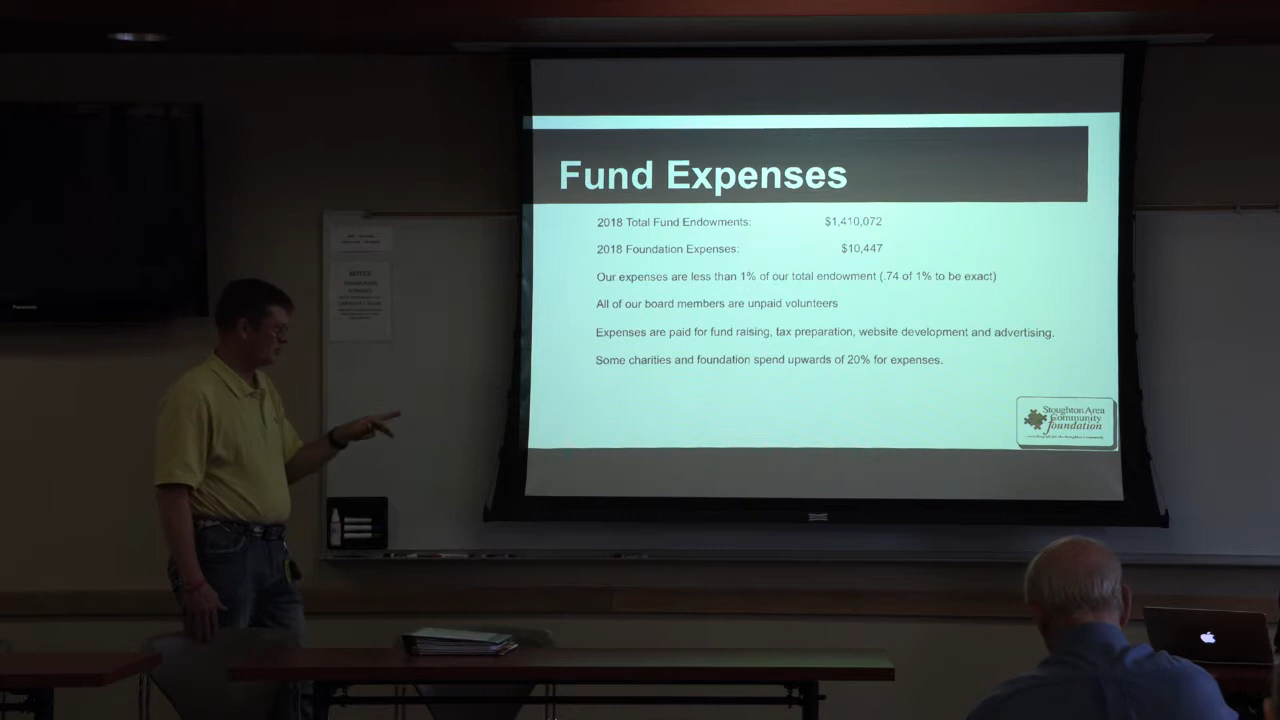 Fund Expenses
2018 Total Fund Endowments: $1,410,072
2018 Foundation Expenses: $10,447
Our expenses are less than 1% of our total endowment (.74 of 1% to be exact)
All of our board members are unpaid volunteers
Expenses are paid for fund raising, tax preparation, website development and advertising.
Some charities and foundation spend upwards of 20% for expenses.
Stoughton Area
Community
foundation
NOTICE
Panasonic